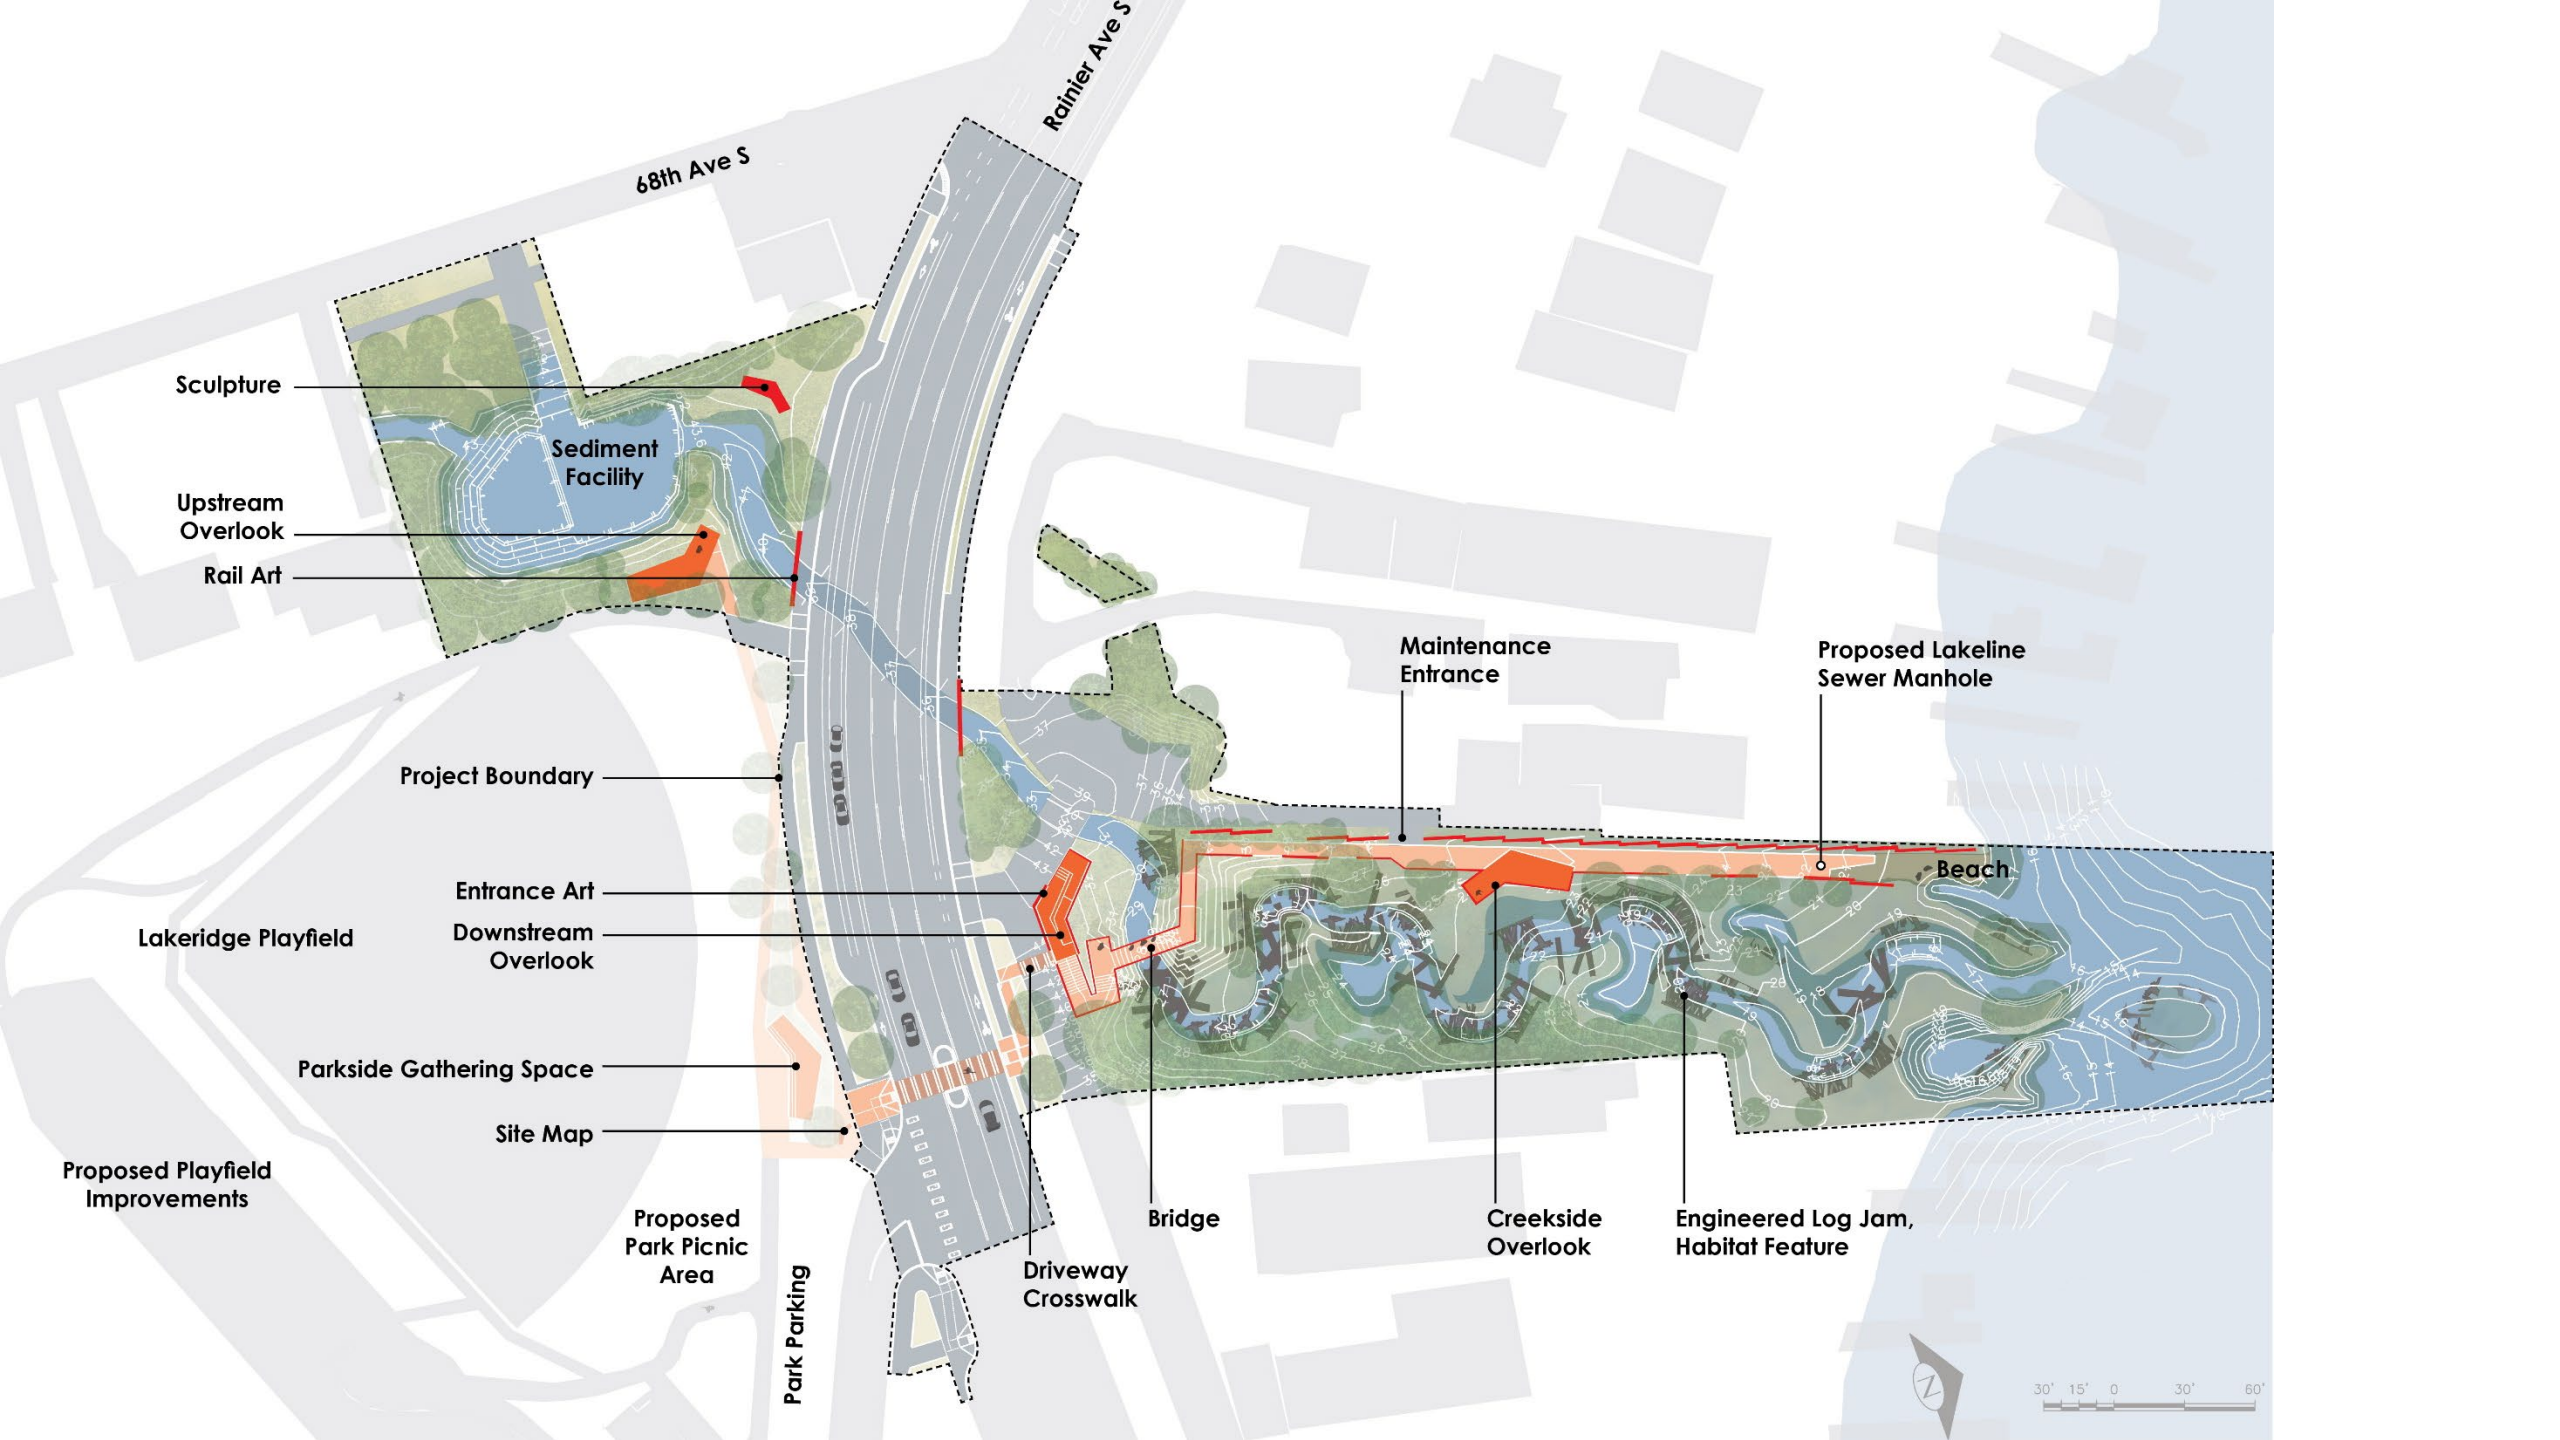 Rainier Ave S
68th Ave S
Sculpture
Sediment
Facility
Upstream
Overlook
Rail Art
Maintenance
Entrance
Proposed Lakeline
Sewer Manhole
Project Boundary
Beach
Entrance Art
Lakeridge Playfield
Downstream
Overlook
Parkside Gathering Space
Site Map
Proposed Playfield
Improvements
Proposed
Park Picnic
Area
Park Parking
Driveway
Crosswalk
Bridge
Creekside
Overlook
Engineered Log Jam,
Habitat Feature
N
30' 15' 0 30' 60'